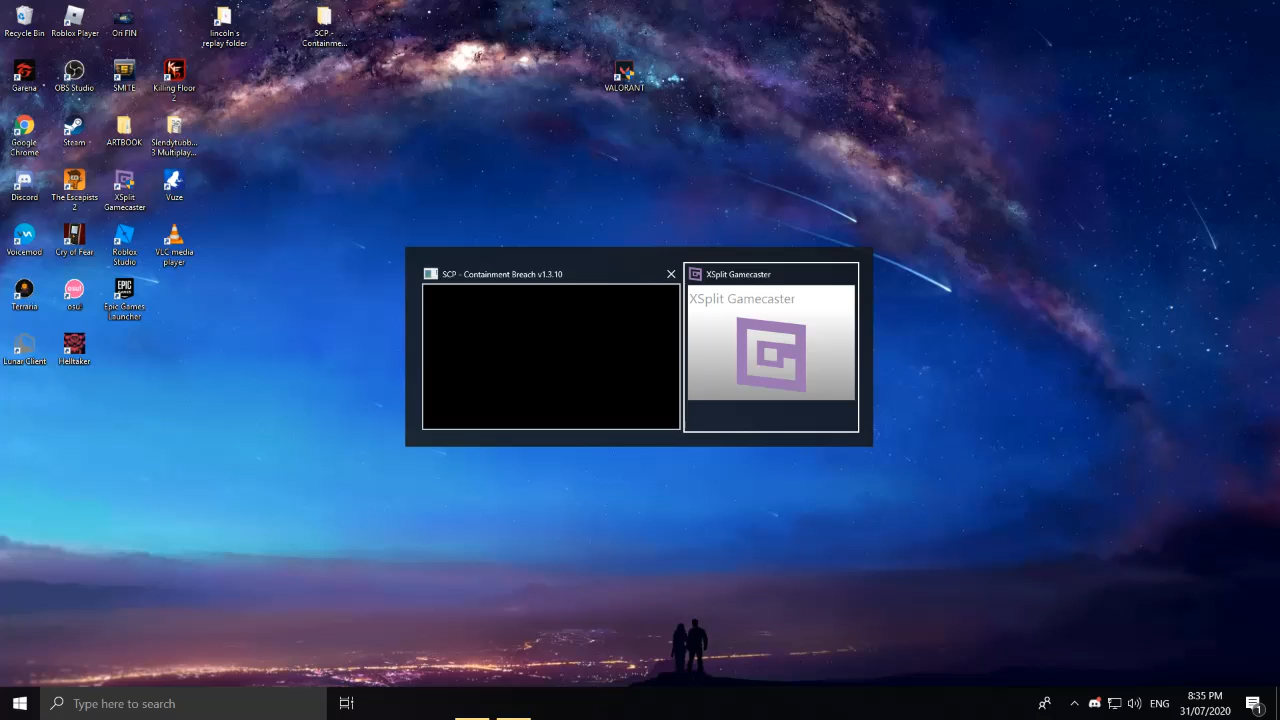 Recycle Bin
Roblox Player
Ori FIN
lincoln's
replay folder
SCP -
Containme...
Garena
OBS Studio
SMITE
Killing Floor
2
VALORANT
Google
Chrome
Steam
ARTBOOK
Slendytubb...
3 Multiplay...
Discord
The Escapists
2
XSplit
Gamecaster
Vuze
Voicemod
Cry of Fear
Roblox
Studio
VLC media
player
SCP - Containment Breach v1.3.10
XSplit Gamecaster
XSplit Gamecaster
Terraria
osu!
Epic Games
Launcher
Lunar Client
Helltaker
Type here to search
ENG
8:35 PM
31/07/2020
1